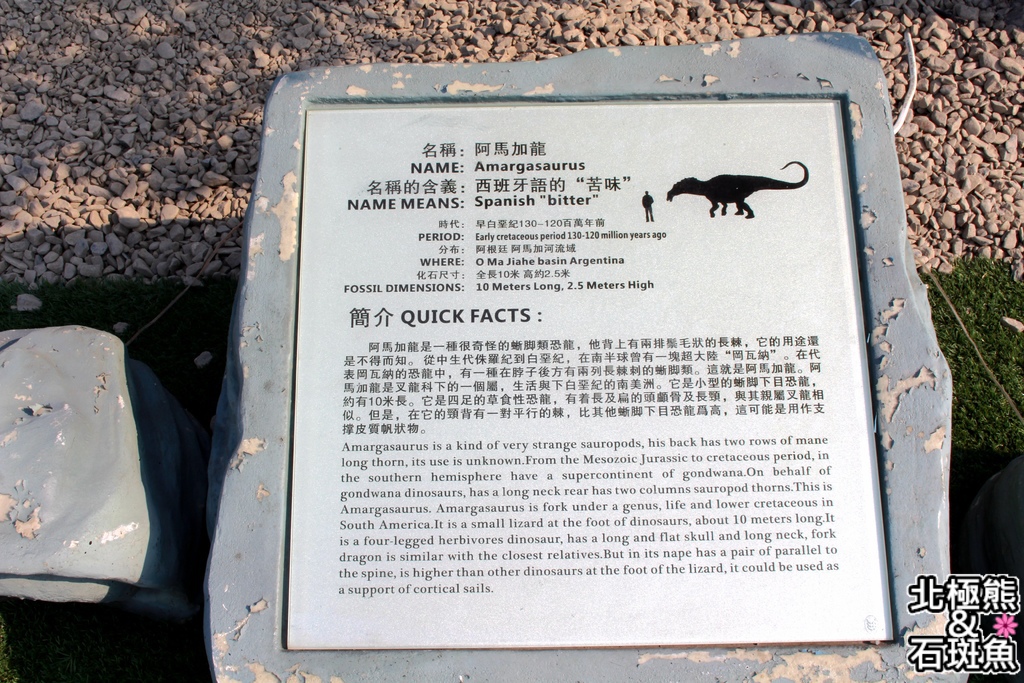 名稱: 阿馬加龍
NAME: Amargasaurus
名稱的含義: 西班牙語的“苦味”
NAME MEANS: Spanish "bitter"
時代: 早白堊紀130-120百萬年前
PERIOD: Early cretaceous period 130-120 million years ago
分布: 阿根廷 阿馬加河流域
WHERE: O Ma Jiahe basin Argentina
化石尺寸: 全長10米 高約2.5米
FOSSIL DIMENSIONS: 10 Meters Long, 2.5 Meters High
簡介 QUICK FACTS :
阿馬加龍是一種很奇怪的蜥脚類恐龍，他背上有兩排鬃毛狀的長棘，它的用途還
是不得而知。從中生代侏羅紀到白堊紀，在南半球曾有一塊超大陸“岡瓦納”。在代
表岡瓦納的恐龍中，有一種在脖子後方有兩列長棘刺的蜥脚類。這就是阿馬加龍。阿
馬加龍是叉龍科下的一個屬，生活與下白堊紀的南美洲。它是小型的蜥脚下目恐龍，
約有10米長。它是四足的草食性恐龍，有着長及扁的頭顱骨及長頸，與其親屬叉龍相
似。但是，在它的頸背有一對平行的棘，比其他蜥脚下目恐龍爲高，這可能是用作支
撑皮質帆狀物。
Amargasaurus is a kind of very strange sauropods, his back has two rows of mane
long thorn, its use is unknown.From the Mesozoic Jurassic to cretaceous period, in
the southern hemisphere have a supercontinent of gondwana.On behalf of
gondwana dinosaurs, has a long neck rear has two columns sauropod thorns.This is
Amargasaurus. Amargasaurus is fork under a genus, life and lower cretaceous in
South America.It is a small lizard at the foot of dinosaurs, about 10 meters long.It
is a four-legged herbivores dinosaur, has a long and flat skull and long neck, fork
dragon is similar with the closest relatives.But in its nape has a pair of parallel to
the spine, is higher than other dinosaurs at the foot of the lizard, it could be used as
a support of cortical sails.
北極熊
&
石斑魚